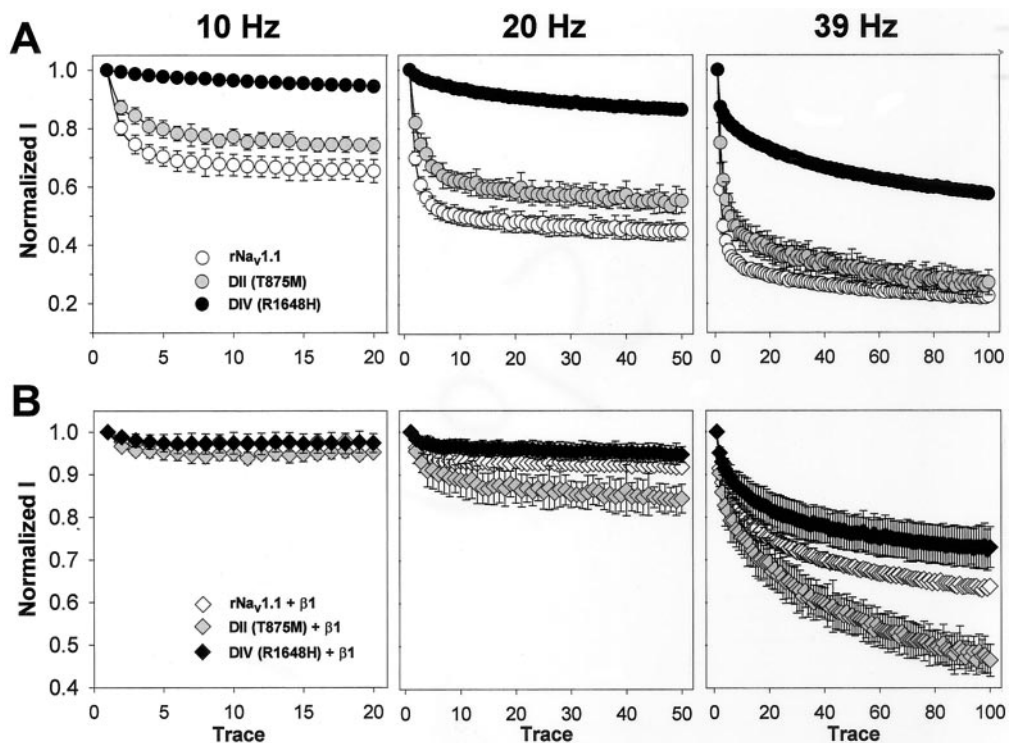 A
10 Hz
20 Hz
39 Hz
Normalized I
1.0
0.8
0.6
0.4
0.2
rNav1.1
DII (T875M)
DIV (R1648H)
0 5 10 15 20
0 10 20 30 40 50
0 20 40 60 80 100
B
Normalized I
1.0
0.9
0.8
0.7
0.6
0.5
0.4
rNav1.1 + β1
DII (T875M) + β1
DIV (R1648H) + β1
0 5 10 15 20
0 10 20 30 40 50
0 20 40 60 80 100
Trace
Trace
Trace